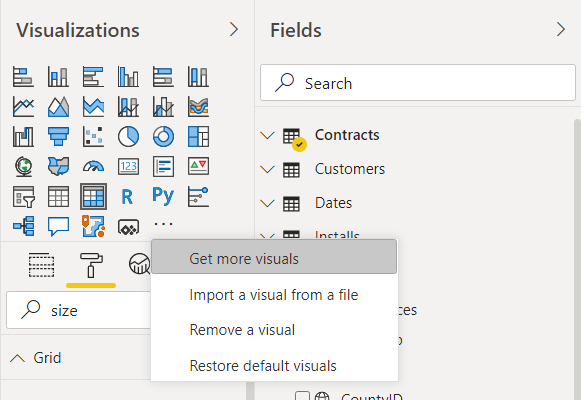 Visualizations
Fields
Search
Contracts
Customers
Dates
Installs
123
R
Py
Get more visuals
Import a visual from a file
Remove a visual
Restore default visuals
size
Grid
CountyID